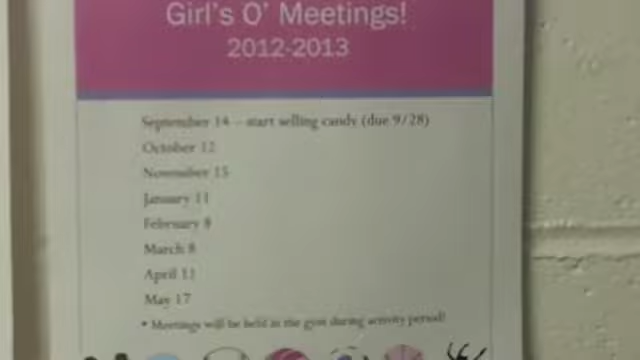 Girl's O' Meetings!
2012-2013
September 14 – start selling candy (due 9/28)
October 12
November 15
January 11
February 8
March 8
April 11
May 17
* Meetings will be held in the gym during activity period!